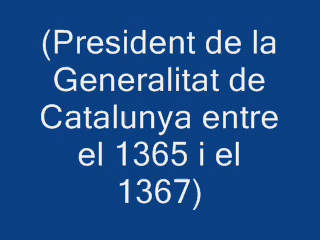 (President de la
Generalitat de
Catalunya entre
el 1365 i el
1367)